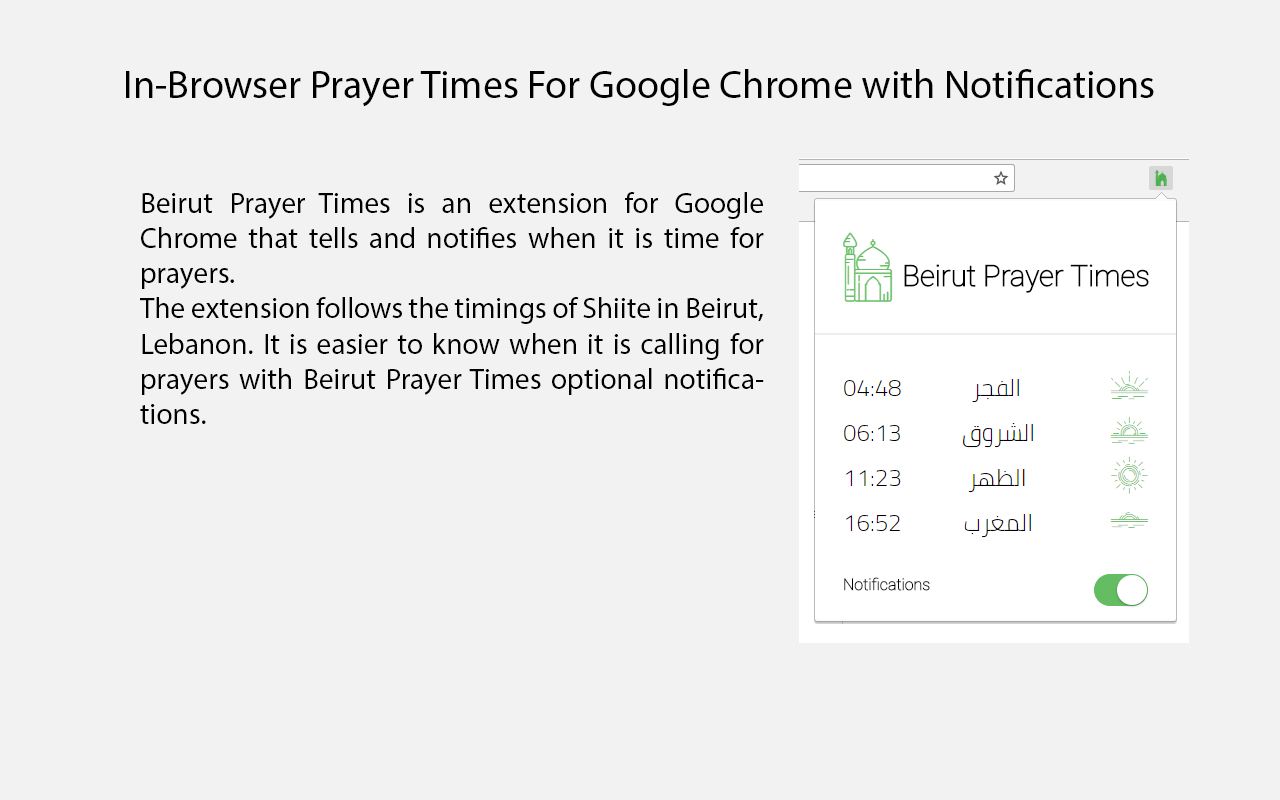 In-Browser Prayer Times For Google Chrome with Notifications
Beirut Prayer Times is an extension for Google
Chrome that tells and notifies when it is time for
prayers.
The extension follows the timings of Shiite in Beirut,
Lebanon. It is easier to know when it is calling for
prayers with Beirut Prayer Times optional notifica-
tions.
Beirut Prayer Times
04:48 الفجر
06:13 الشروق
11:23 الظهر
16:52 المغرب
Notifications